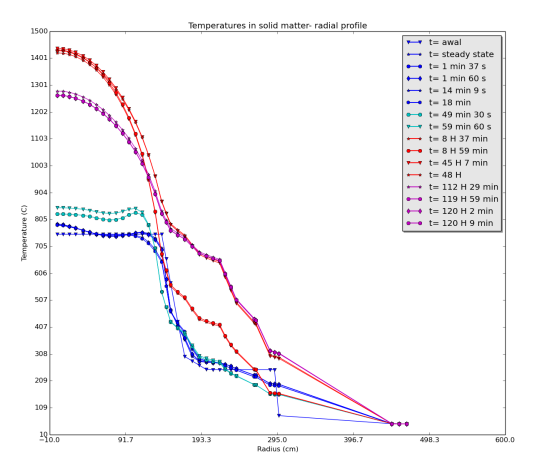 Temperatures in solid matter- radial profile
1500
1401
1302
1202
1103
1003
904
805
705
606
507
407
308
209
109
10
Temperature (C)
t= awal
t= steady state
t= 1 min 37 s
t= 1 min 60 s
t= 14 min 9 s
t= 18 min
t= 49 min 30 s
t= 59 min 60 s
t= 8 H 37 min
t= 8 H 59 min
t= 45 H 7 min
t= 48 H
t= 112 H 29 min
t= 119 H 59 min
t= 120 H 2 min
t= 120 H 9 min
−10.0 91.7 193.3 295.0 396.7 498.3 600.0
Radius (cm)